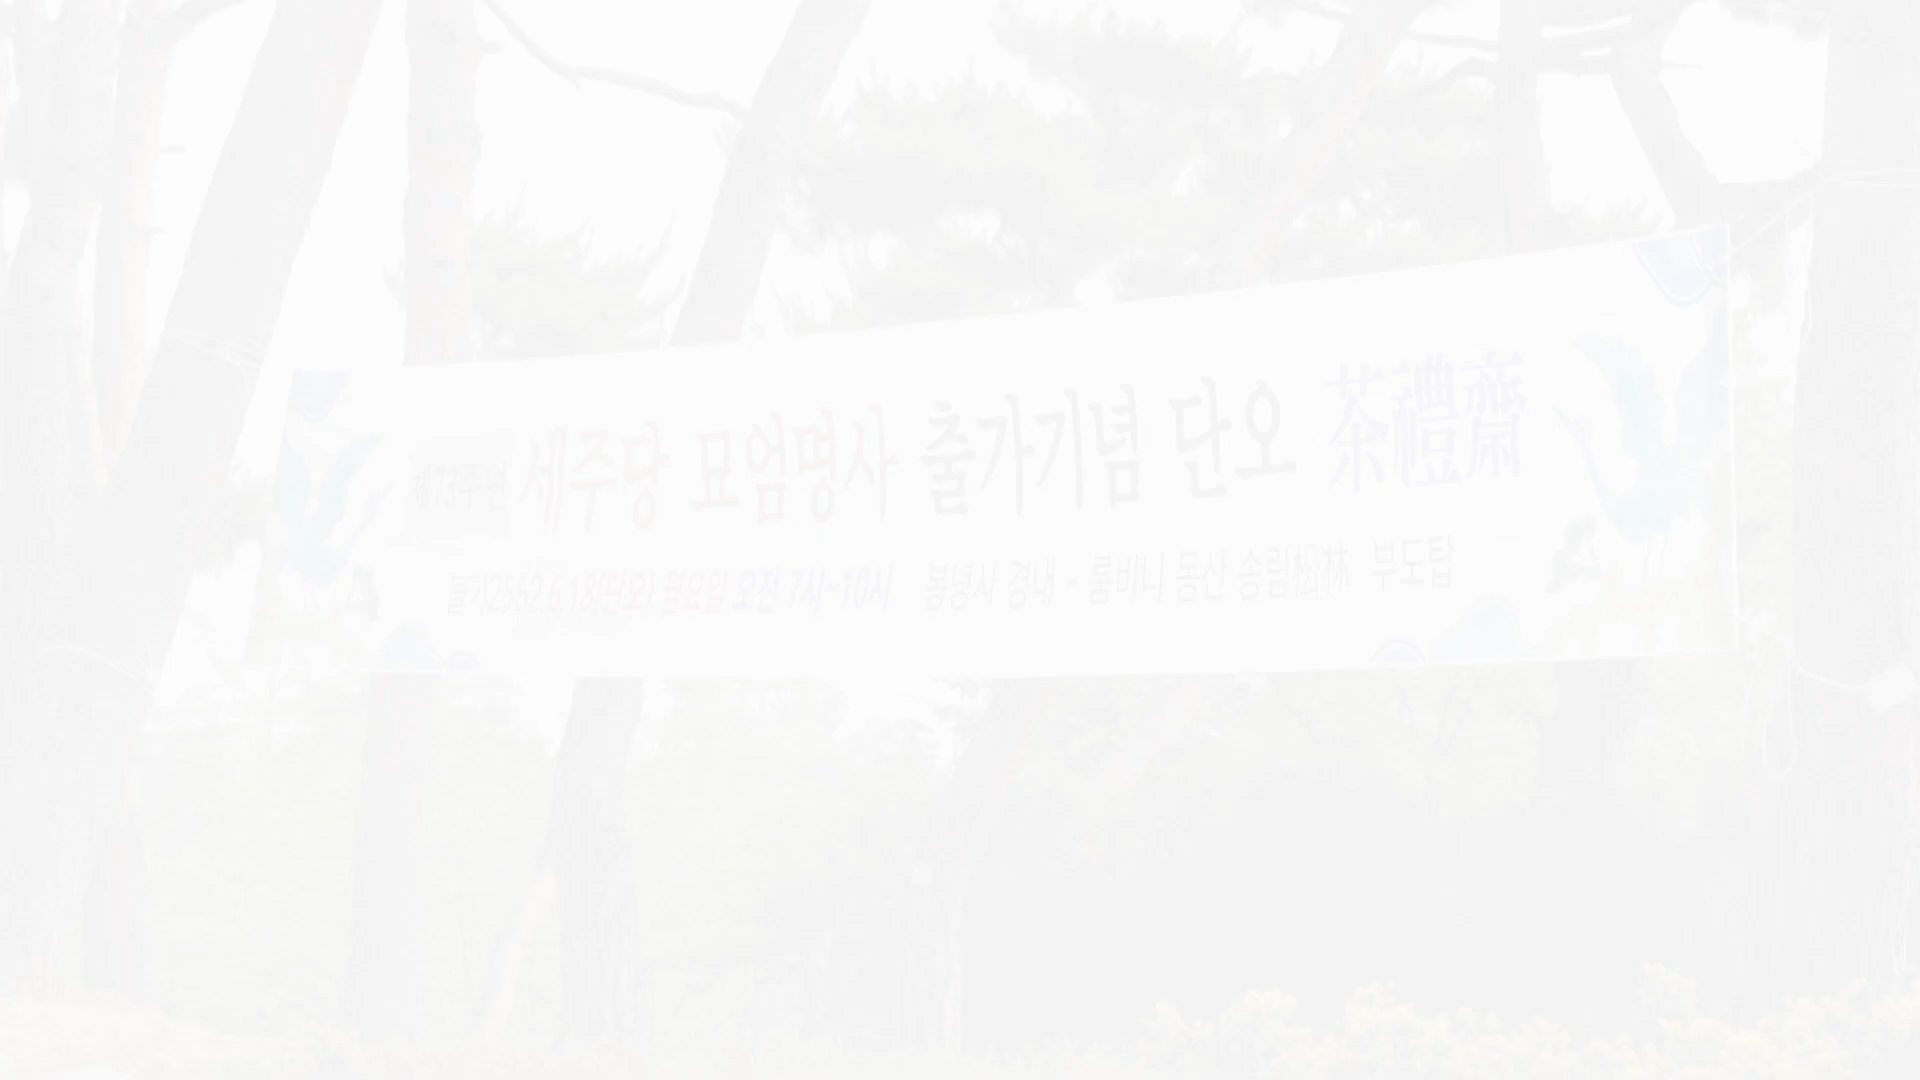 제73주년 세주당 묘엄명사 출가기념 단오 茶禮齋
불기2562.6.18(단오) 월요일 오전 7시~10시 봉녕사 경내 - 룸비니 동산 송림松林 부도탑